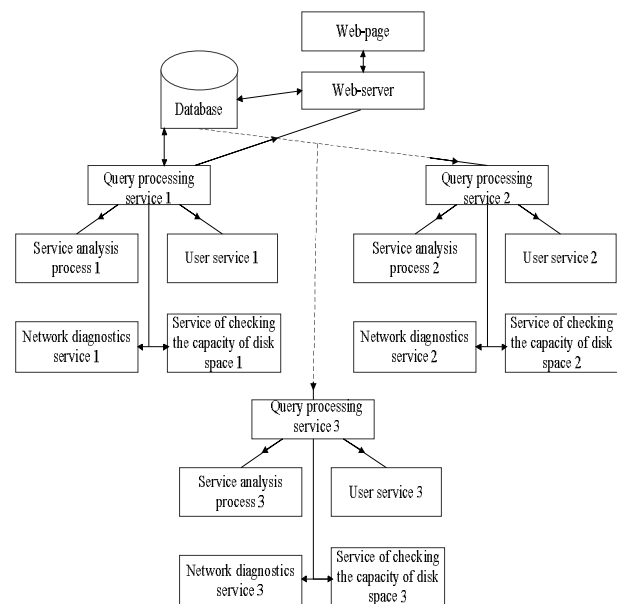 Web-page
Web-server
Database
Query processing
service 1
Query processing
service 2
Service analysis
process 1
User service 1
Service analysis
process 2
User service 2
Network diagnostics
service 1
Service of checking
the capacity of disk
space 1
Network diagnostics
service 2
Service of checking
the capacity of disk
space 2
Query processing
service 3
Service analysis
process 3
User service 3
Network diagnostics
service 3
Service of checking
the capacity of disk
space 3